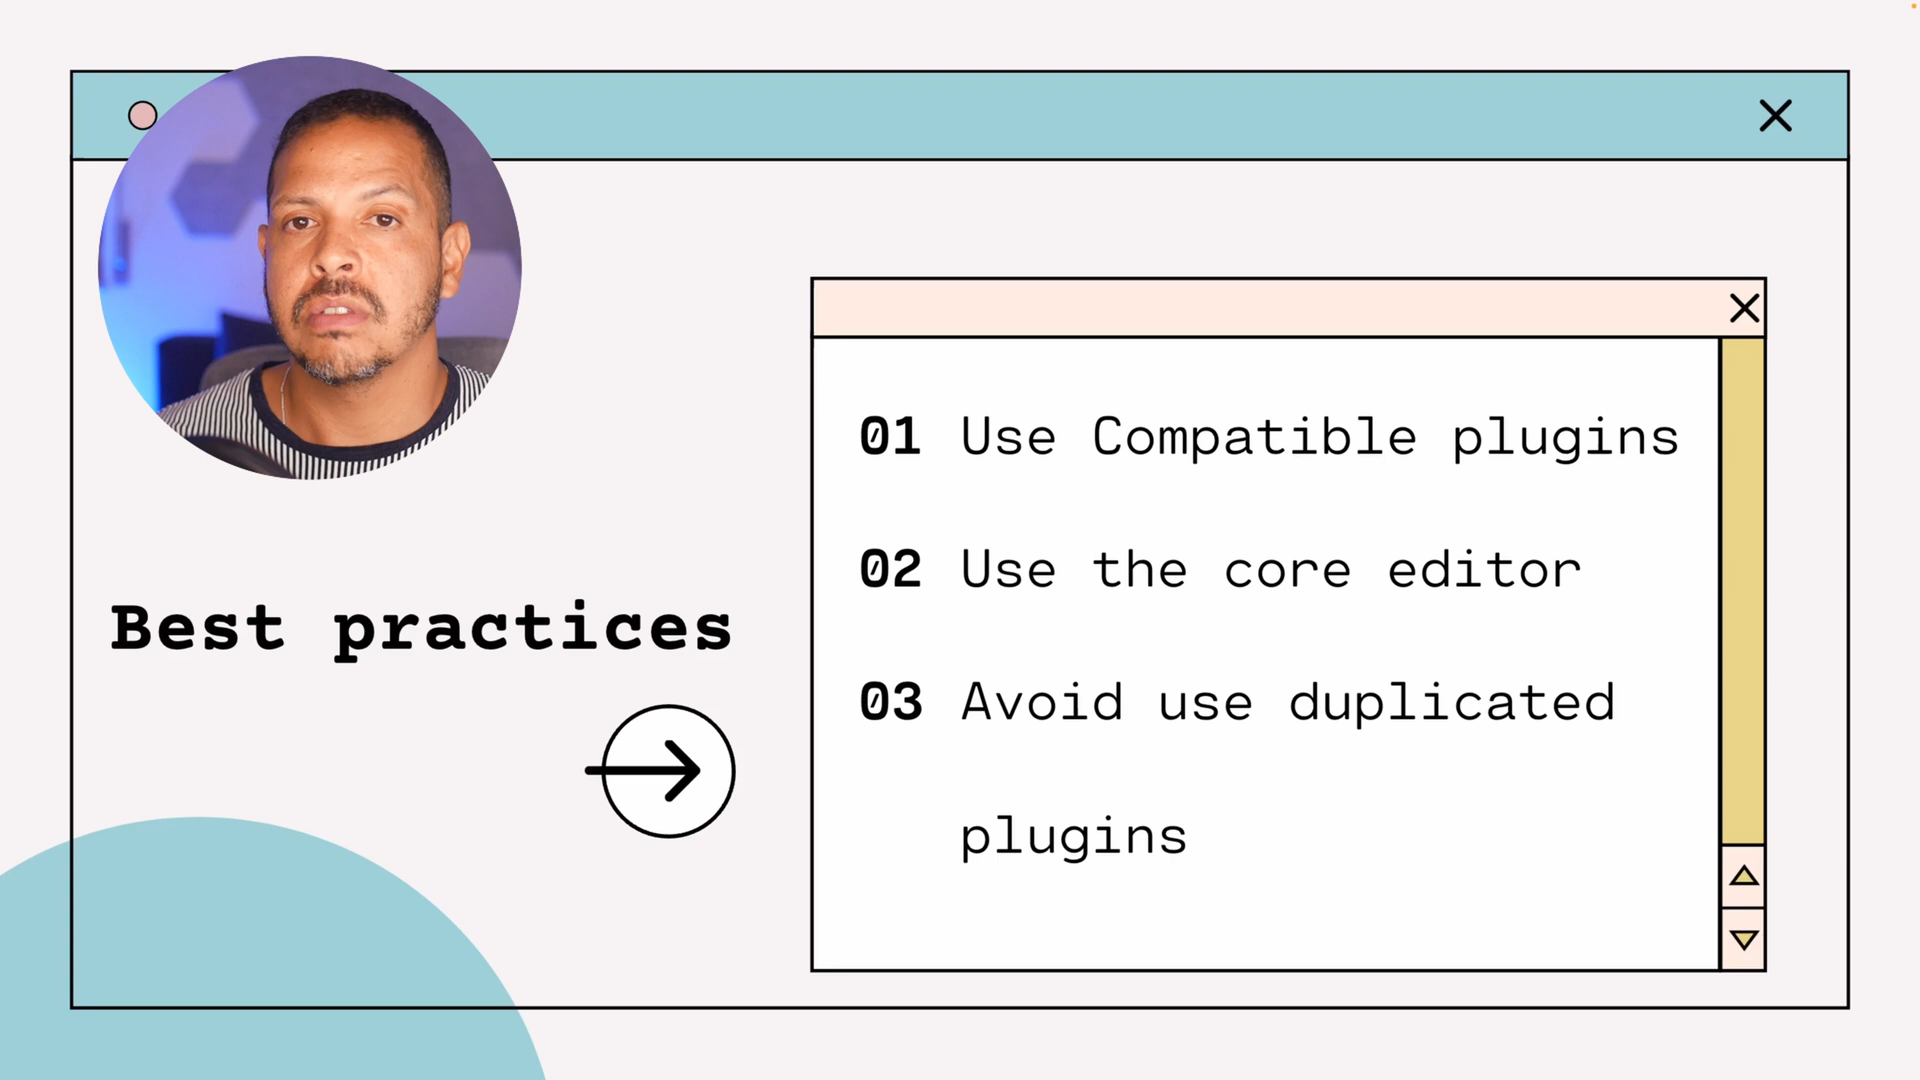 Best practices
01 Use Compatible plugins
02 Use the core editor
03 Avoid use duplicated
plugins